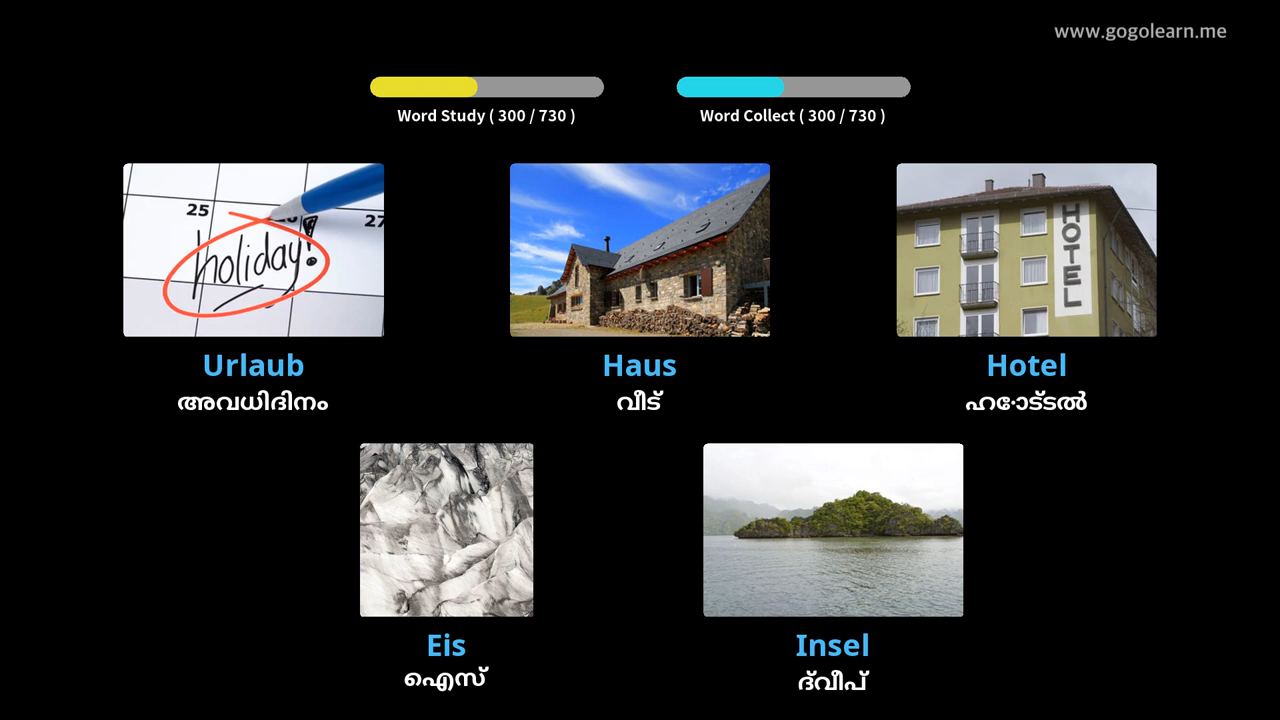 www.gogolearn.me
Word Study ( 300 / 730 )
Word Collect ( 300 / 730 )
25
27
holiday!
HOTEL
Urlaub
Haus
Hotel
അവധിദിനം
വീട്
ഹോട്ടൽ
Eis
Insel
ഐസ്
ദ്വീപ്